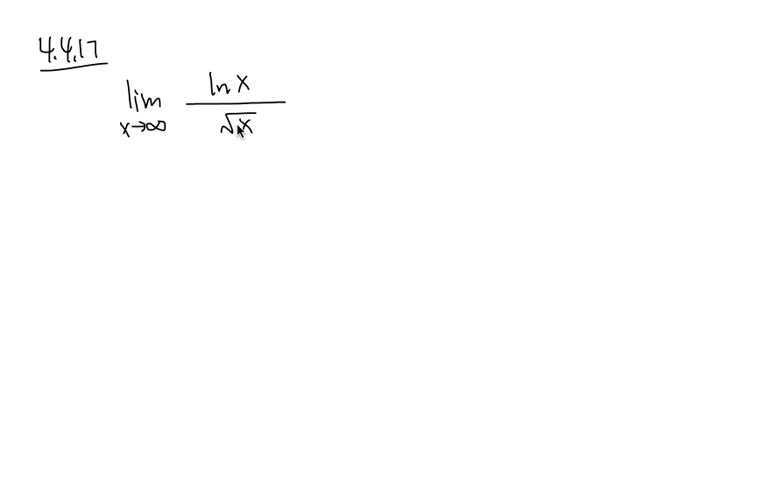 4.4.17
lim x→∞ ln x / √x